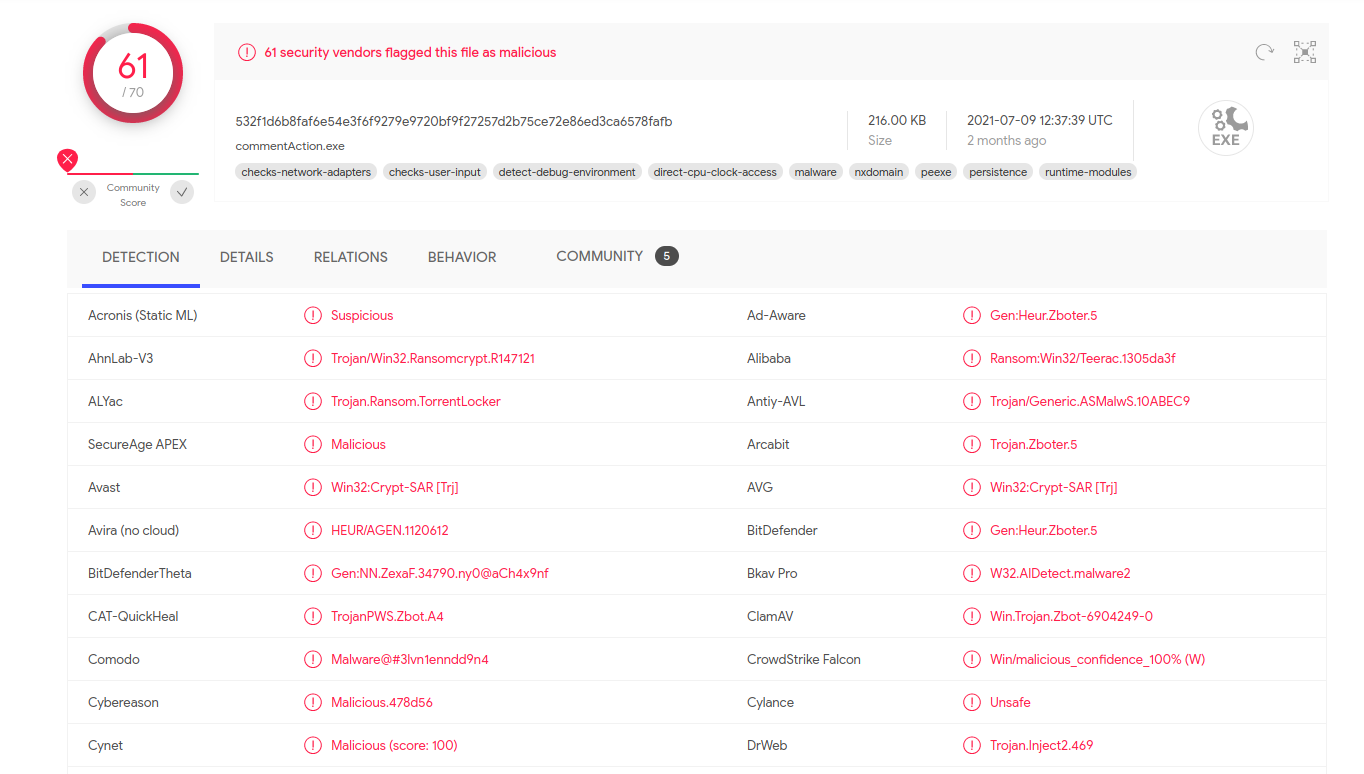 61
/ 70
61 security vendors flagged this file as malicious
532f1d6b8faf6e54e3f6f9279e9720bf9f27257d2b75ce72e86ed3ca6578fafb
commentAction.exe
216.00 KB
Size
2021-07-09 12:37:39 UTC
2 months ago
EXE
checks-network-adapters checks-user-input detect-debug-environment direct-cpu-clock-access malware nxdomain peexe persistence runtime-modules
Community
Score
DETECTION DETAILS RELATIONS BEHAVIOR COMMUNITY 5
Acronis (Static ML) Suspicious Ad-Aware Gen:Heur.Zboter.5
AhnLab-V3 Trojan/Win32.Ransomcrypt.R147121 Alibaba Ransom:Win32/Teerac.1305da3f
ALYac Trojan.Ransom.TorrentLocker Antiy-AVL Trojan/Generic.ASMalwS.10ABEC9
SecureAge APEX Malicious Arcabit Trojan.Zboter.5
Avast Win32:Crypt-SAR [Trj] AVG Win32:Crypt-SAR [Trj]
Avira (no cloud) HEUR/AGEN.1120612 BitDefender Gen:Heur.Zboter.5
BitDefenderTheta Gen:NN.ZexaF.34790.ny0@aCh4x9nf Bkav Pro W32.AIDetect.malware2
CAT-QuickHeal TrojanPWS.Zbot.A4 ClamAV Win.Trojan.Zbot-6904249-0
Comodo Malware@#3lvn1enndd9n4 CrowdStrike Falcon Win/malicious_confidence_100% (W)
Cybereason Malicious.478d56 Cylance Unsafe
Cynet Malicious (score: 100) DrWeb Trojan.Inject2.469